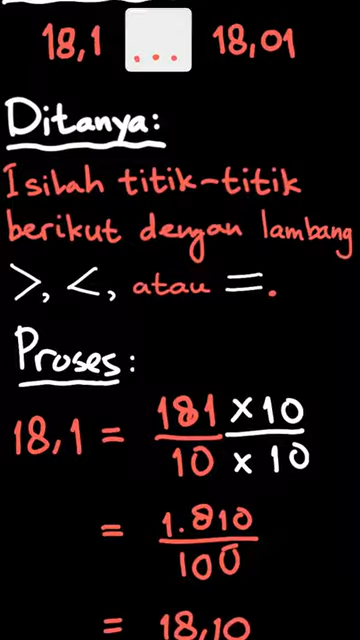 18,1 ... 18,01
Ditanya:
Isilah titik-titik
berikut dengan lambang
>, <, atau =.
Proses:
18,1 = 181 × 10
10 × 10
= 1.810
100
= 18,10